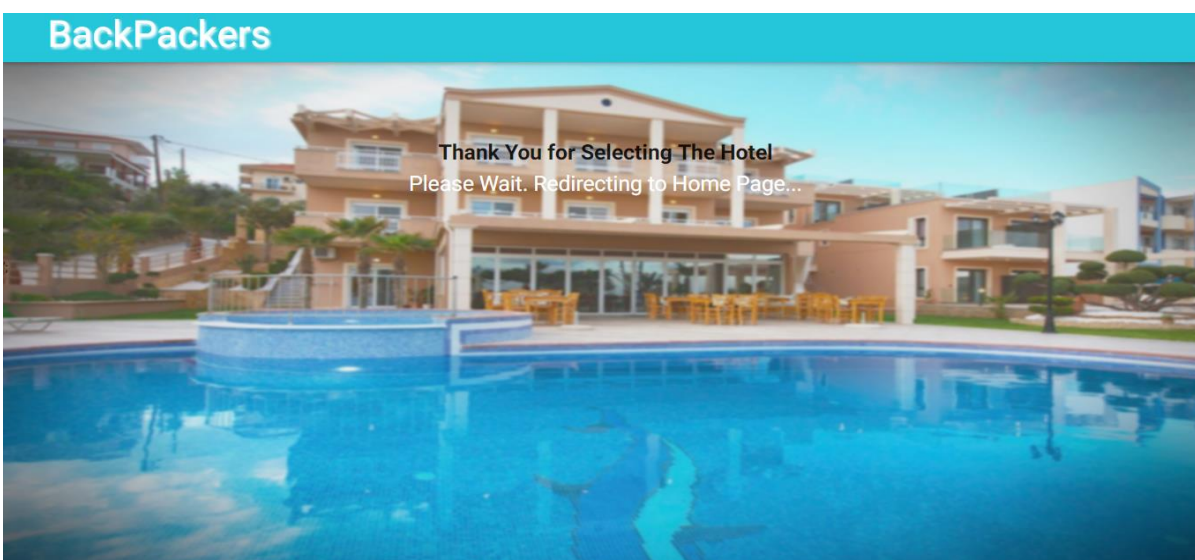 BackPackers
Thank You for Selecting The Hotel
Please Wait. Redirecting to Home Page...